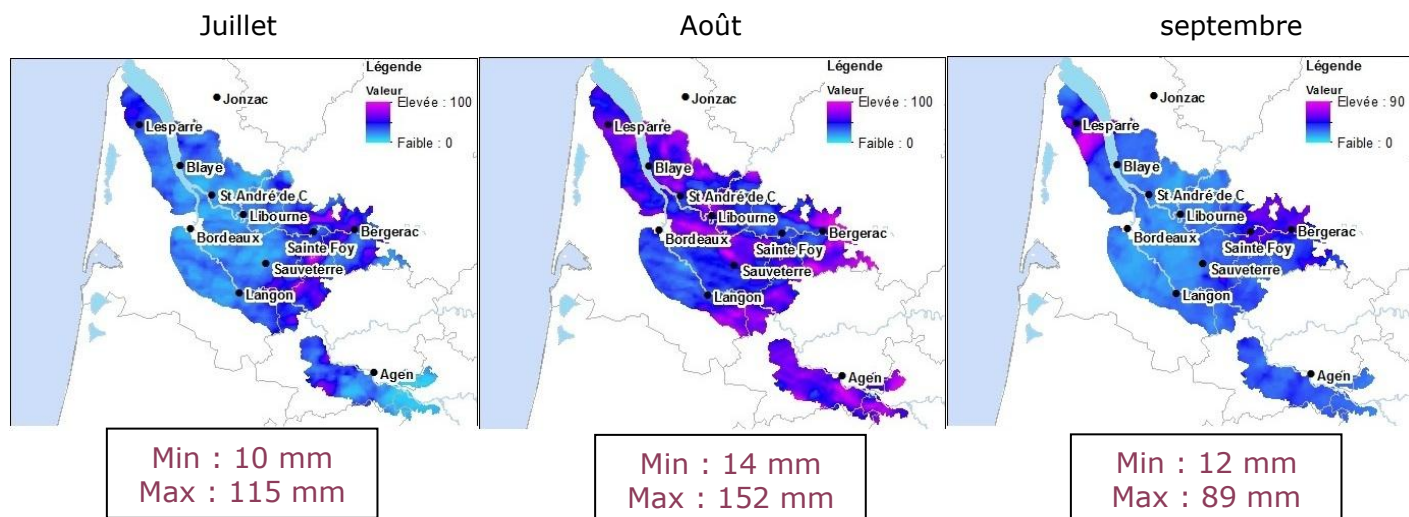 Juillet
Légende
Valeur
Elevée : 100
Faible : 0
Jonzac
Lesparre
Blaye
St André de C
Libourne
Bordeaux
Bergerac
Sainte Foy
Sauveterre
Langon
Agen
Min : 10 mm
Max : 115 mm
Août
Légende
Valeur
Elevée : 100
Faible : 0
Jonzac
Lesparre
Blaye
St André de C
Libourne
Bordeaux
Bergerac
Sainte Foy
Sauveterre
Langon
Agen
Min : 14 mm
Max : 152 mm
septembre
Légende
Valeur
Elevée : 90
Faible : 0
Jonzac
Lesparre
Blaye
St André de C
Libourne
Bordeaux
Bergerac
Sainte Foy
Sauveterre
Langon
Agen
Min : 12 mm
Max : 89 mm